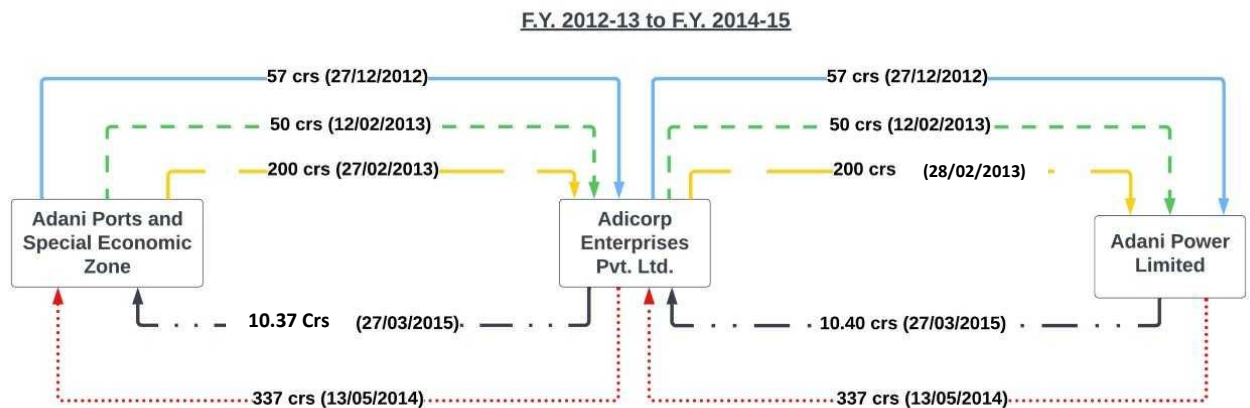 F.Y. 2012-13 to F.Y. 2014-15
57 crs (27/12/2012)
57 crs (27/12/2012)
50 crs (12/02/2013)
50 crs (12/02/2013)
200 crs (27/02/2013)
200 crs (28/02/2013)
Adani Ports and
Special Economic
Zone
Adicorp
Enterprises
Pvt. Ltd.
Adani Power
Limited
10.37 Crs (27/03/2015)
10.40 crs (27/03/2015)
337 crs (13/05/2014)
337 crs (13/05/2014)